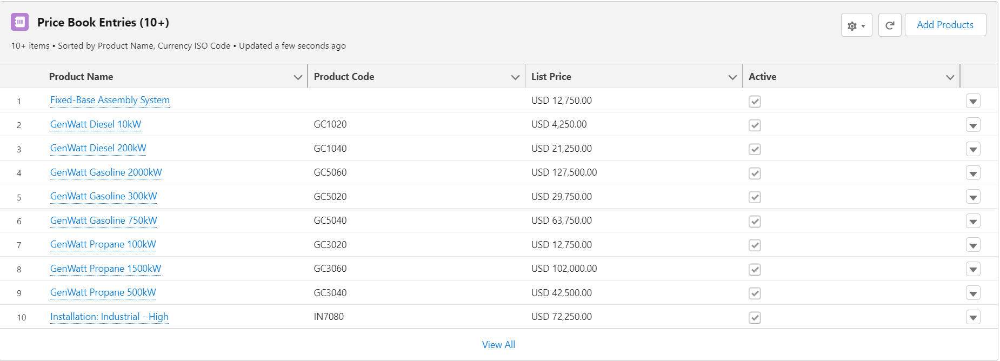 Price Book Entries (10+)
Add Products
10+ items • Sorted by Product Name, Currency ISO Code • Updated a few seconds ago
Product Name Product Code List Price Active
1 Fixed-Base Assembly System USD 12,750.00
2 GenWatt Diesel 10kW GC1020 USD 4,250.00
3 GenWatt Diesel 200kW GC1040 USD 21,250.00
4 GenWatt Gasoline 2000kW GC5060 USD 127,500.00
5 GenWatt Gasoline 300kW GC5020 USD 29,750.00
6 GenWatt Gasoline 750kW GC5040 USD 63,750.00
7 GenWatt Propane 100kW GC3020 USD 12,750.00
8 GenWatt Propane 1500kW GC3060 USD 102,000.00
9 GenWatt Propane 500kW GC3040 USD 42,500.00
10 Installation: Industrial - High IN7080 USD 72,250.00
View All